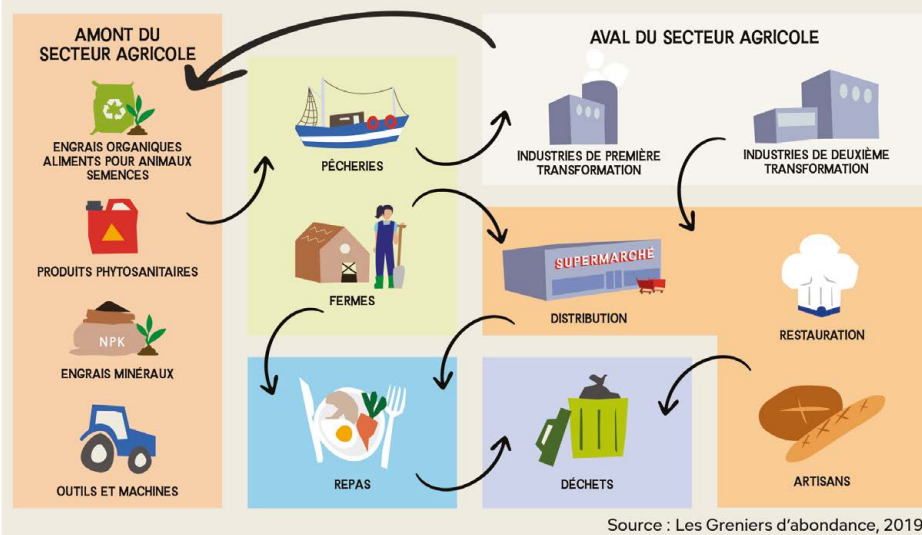 AMONT DU
SECTEUR AGRICOLE
ENGRAIS ORGANIQUES
ALIMENTS POUR ANIMAUX
SEMENCES
PRODUITS PHYTOSANITAIRES
NPK
ENGRAIS MINÉRAUX
OUTILS ET MACHINES
PÊCHERIES
FERMES
REPAS
AVAL DU SECTEUR AGRICOLE
INDUSTRIES DE PREMIÈRE
TRANSFORMATION
INDUSTRIES DE DEUXIÈME
TRANSFORMATION
SUPERMARCHÉ
DISTRIBUTION
RESTAURATION
DÉCHETS
ARTISANS
Source : Les Greniers d'abondance, 2019